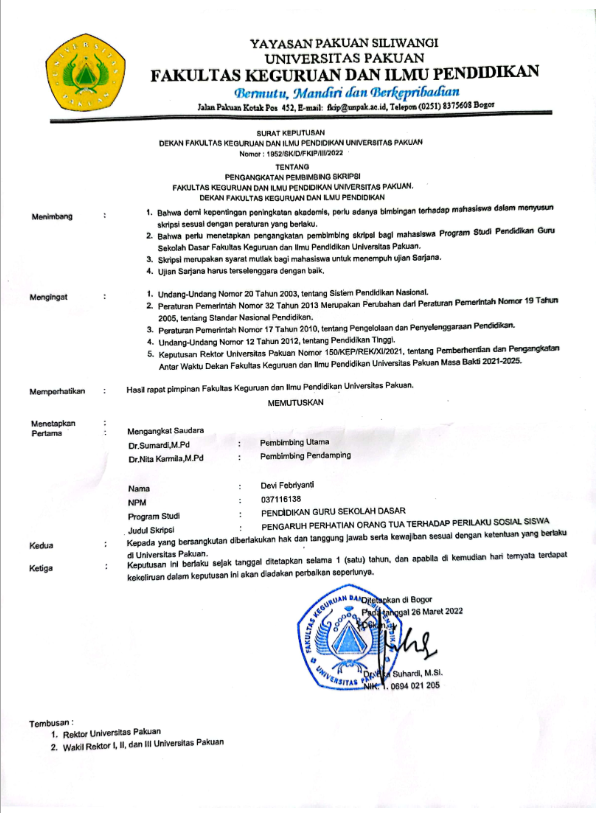 YAYASAN PAKUAN SILIWANGI
UNIVERSITAS PAKUAN
FAKULTAS KEGURUAN DAN ILMU PENDIDIKAN
Bermutu, Mandiri dan Berkepribadian
Jalan Pakuan Kotak Pos 452, E-mail: fkip@unpak.ac.id, Telepon (0251) 8375608 Bogor
UNIVERSITAS
PAKUAN
SURAT KEPUTUSAN
DEKAN FAKULTAS KEGURUAN DAN ILMU PENDIDIKAN UNIVERSITAS PAKUAN
Nomor : 1952/SK/D/FKIP/III/2022
TENTANG
PENGANGKATAN PEMBIMBING SKRIPSI
FAKULTAS KEGURUAN DAN ILMU PENDIDIKAN UNIVERSITAS PAKUAN.
DEKAN FAKULTAS KEGURUAN DAN ILMU PENDIDIKAN
Menimbang : 1. Bahwa demi kepentingan peningkatan akademis, perlu adanya bimbingan terhadap mahasiswa dalam menyusun
skripsi sesuai dengan peraturan yang berlaku.
2. Bahwa perlu menetapkan pengangkatan pembimbing skripsi bagi mahasiswa Program Studi Pendidikan Guru
Sekolah Dasar Fakultas Keguruan dan Ilmu Pendidikan Universitas Pakuan.
3. Skripsi merupakan syarat mutlak bagi mahasiswa untuk menempuh ujian Sarjana.
4. Ujian Sarjana harus terselenggara dengan baik.
Mengingat : 1. Undang-Undang Nomor 20 Tahun 2003, tentang Sistem Pendidikan Nasional.
2. Peraturan Pemerintah Nomor 32 Tahun 2013 Merupakan Perubahan dari Peraturan Pemerintah Nomor 19 Tahun
2005, tentang Standar Nasional Pendidikan.
3. Peraturan Pemerintah Nomor 17 Tahun 2010, tentang Pengelolaan dan Penyelenggaraan Pendidikan.
4. Undang-Undang Nomor 12 Tahun 2012, tentang Pendidikan Tinggi.
5. Keputusan Rektor Universitas Pakuan Nomor 150/KEP/REK/XI/2021, tentang Pemberhentian dan Pengangkatan
Antar Waktu Dekan Fakultas Keguruan dan Ilmu Pendidikan Universitas Pakuan Masa Bakti 2021-2025.
Memperhatikan : Hasil rapat pimpinan Fakultas Keguruan dan Ilmu Pendidikan Universitas Pakuan.
MEMUTUSKAN
Menetapkan :
Pertama : Mengangkat Saudara
Dr.Sumardi,M.Pd : Pembimbing Utama
Dr.Nita Karmila,M.Pd : Pembimbing Pendamping
Nama : Devi Febriyanti
NPM : 037116138
Program Studi : PENDIDIKAN GURU SEKOLAH DASAR
Judul Skripsi : PENGARUH PERHATIAN ORANG TUA TERHADAP PERILAKU SOSIAL SISWA
Kedua : Kepada yang bersangkutan diberlakukan hak dan tanggung jawab serta kewajiban sesuai dengan ketentuan yang berlaku
di Universitas Pakuan.
Ketiga : Keputusan ini berlaku sejak tanggal ditetapkan selama 1 (satu) tahun, dan apabila di kemudian hari ternyata terdapat
kekeliruan dalam keputusan ini akan diadakan perbaikan seperlunya.
Ditetapkan di Bogor
Pada tanggal 26 Maret 2022
FAKULTAS KEGURUAN DAN
UNIVERSITAS PAKUAN
Suhardi, M.Si.
NIK. 1. 0694 021 205
Tembusan :
1. Rektor Universitas Pakuan
2. Wakil Rektor I, II, dan III Universitas Pakuan